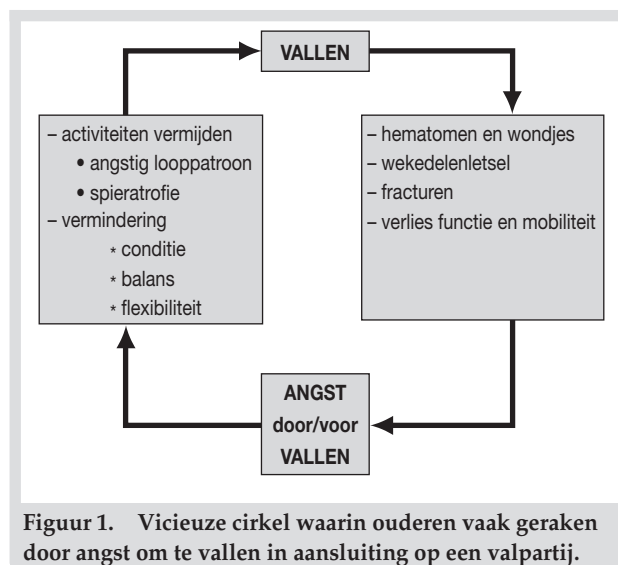 VALLEN
– activiteiten vermijden
• angstig looppatroon
• spieratrofie
– vermindering
* conditie
* balans
* flexibiliteit
– hematomen en wondjes
– wekedelenletsel
– fracturen
– verlies functie en mobiliteit
ANGST
door/voor
VALLEN
Figuur 1. Vicieuze cirkel waarin ouderen vaak geraken
door angst om te vallen in aansluiting op een valpartij.